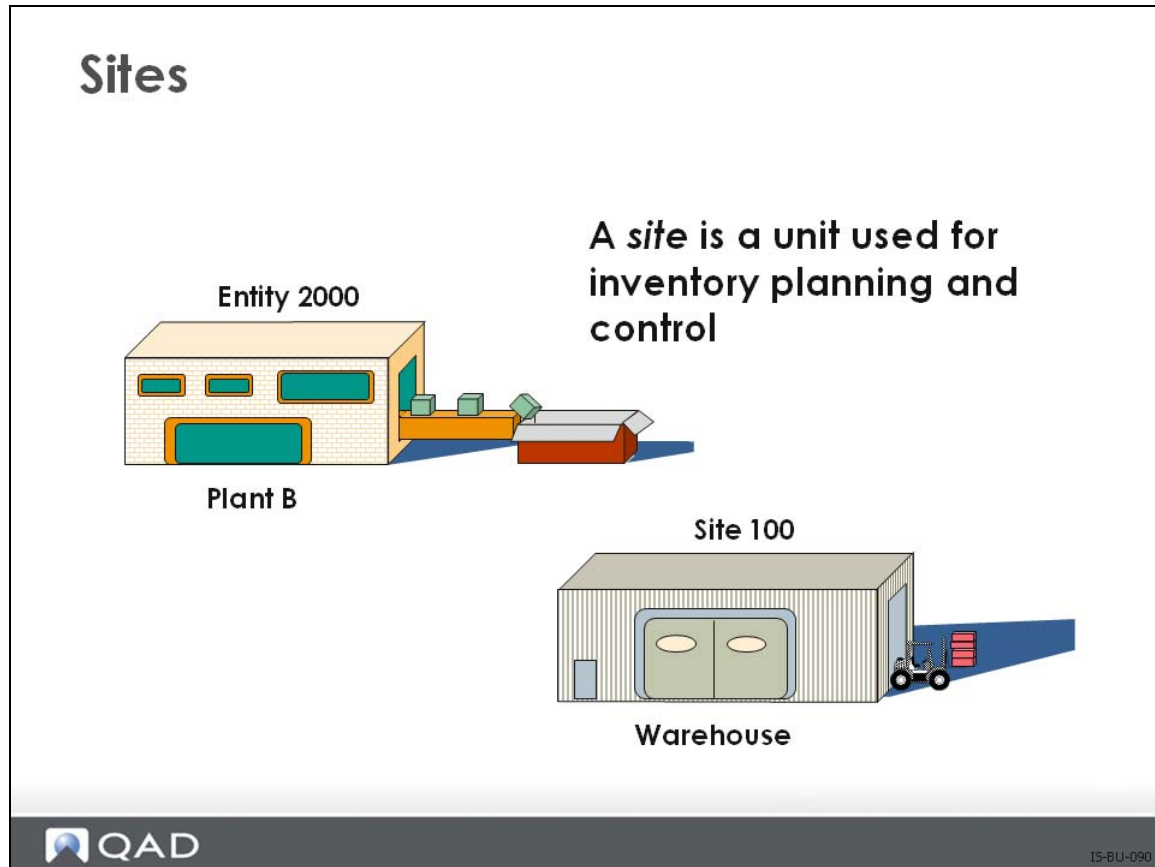 Sites
A site is a unit used for
inventory planning and
control
Entity 2000
Plant B
Site 100
Warehouse
QAD
IS-BU-090